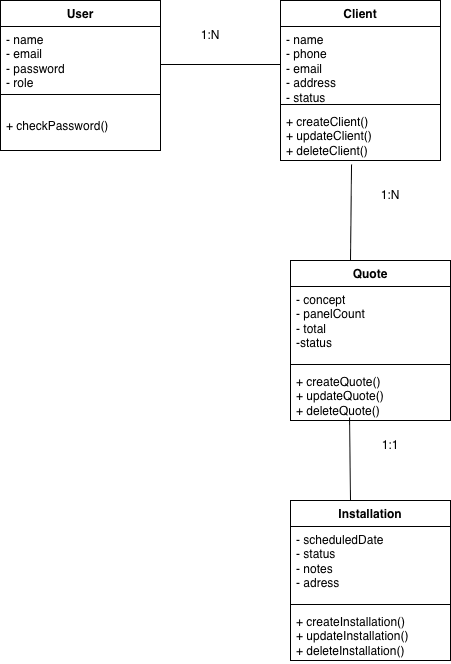 User
- name
- email
- password
- role
+ checkPassword()
1:N
Client
- name
- phone
- email
- address
- status
+ createClient()
+ updateClient()
+ deleteClient()
1:N
Quote
- concept
- panelCount
- total
-status
+ createQuote()
+ updateQuote()
+ deleteQuote()
1:1
Installation
- scheduledDate
- status
- notes
- adress
+ createInstallation()
+ updateInstallation()
+ deleteInstallation()